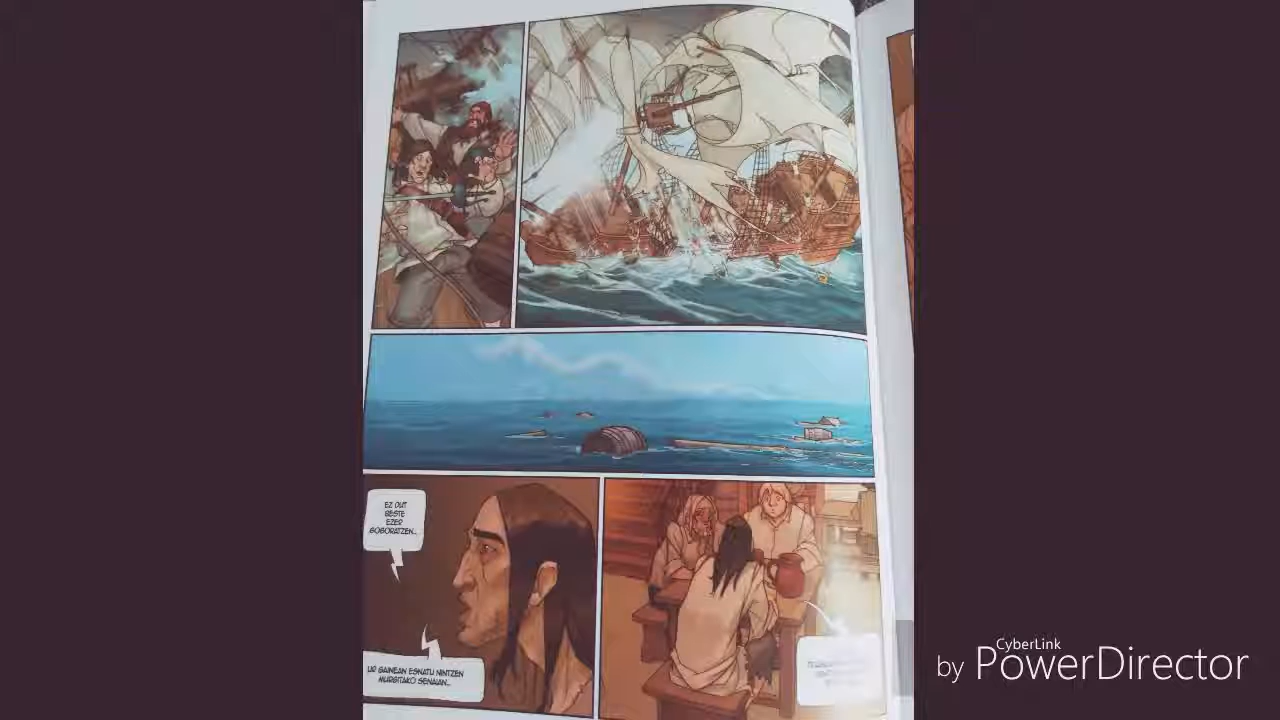 EZ DUT
BESTE
EZER
GOGORATZEN...
UR GAINEAN ESNATU NINTZEN
MURGITAKO SENAIAN...
CyberLink
by PowerDirector